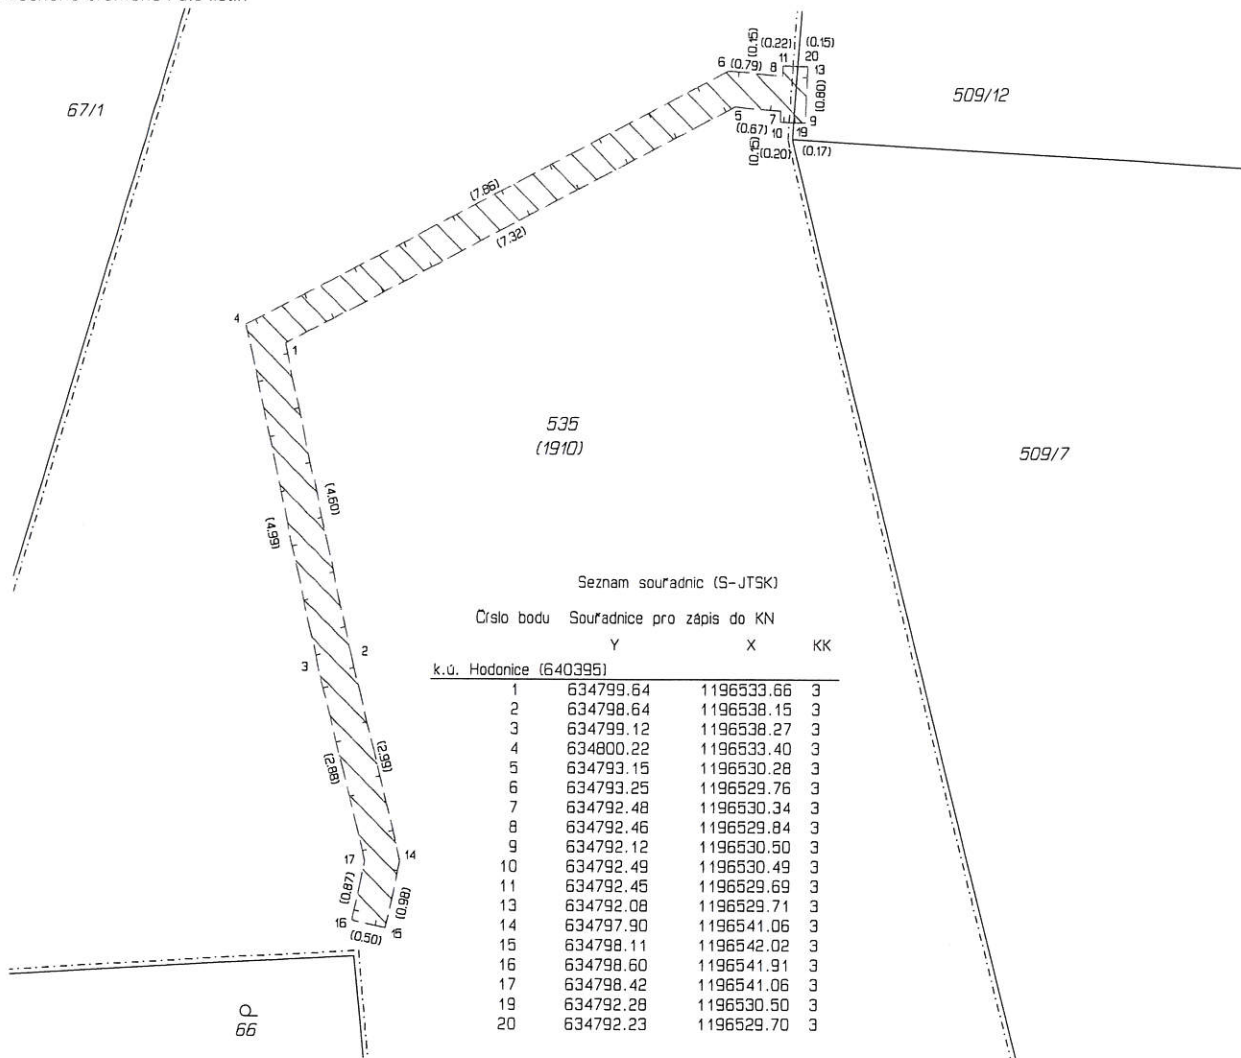 (0.15)
(0.22)
(0.15)
11
20
6
(0.79)
8
13
67/1
509/12
(0.80)
5
7
9
(0.67)
10
19
(0.15)
(0.20)
(0.17)
(7.86)
(7.32)
4
1
535
(1910)
509/7
(4.60)
(4.99)
Seznam souřadnic (S-JTSK)
Číslo bodu Souřadnice pro zápis do KN
Y X KK
2
3
k.ú. Hodonice (640395)
1 634799.64 1196533.66 3
2 634798.64 1196538.15 3
3 634799.12 1196538.27 3
4 634800.22 1196533.40 3
5 634793.15 1196530.28 3
6 634793.25 1196529.76 3
7 634792.48 1196530.34 3
8 634792.46 1196529.84 3
9 634792.12 1196530.50 3
10 634792.49 1196530.49 3
11 634792.45 1196529.69 3
13 634792.08 1196529.71 3
14 634797.90 1196541.06 3
15 634798.11 1196542.02 3
16 634798.60 1196541.91 3
17 634798.42 1196541.06 3
19 634792.28 1196530.50 3
20 634792.23 1196529.70 3
(2.99)
(2.88)
17
14
(0.87)
(0.98)
16
15
(0.50)
66